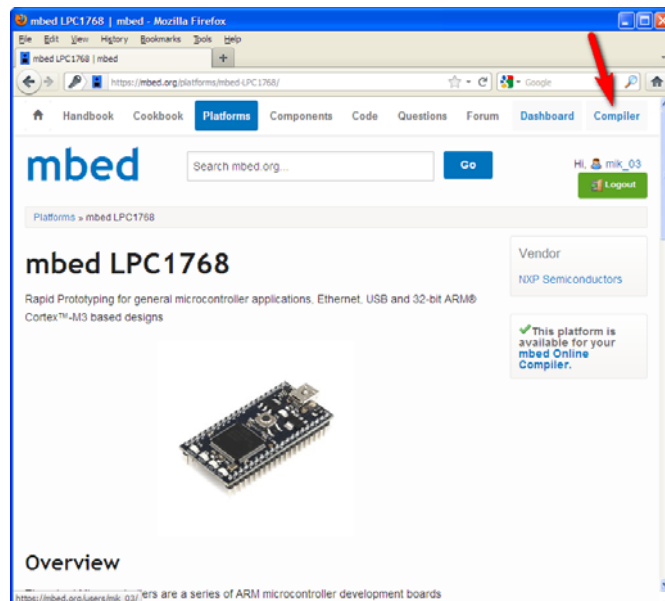 mbed LPC1768 | mbed - Mozilla Firefox
File Edit View History Bookmarks Tools Help
mbed LPC1768 | mbed +
https://mbed.org/platforms/mbed-LPC1768/ Google
Handbook Cookbook Platforms Components Code Questions Forum Dashboard Compiler
mbed
Search mbed.org... Go
Hi, mik_03
Logout
Platforms » mbed LPC1768
mbed LPC1768
Rapid Prototyping for general microcontroller applications, Ethernet, USB and 32-bit ARM®
Cortex™-M3 based designs
Vendor
NXP Semiconductors
This platform is
available for your
mbed Online
Compiler.
Overview
https://mbed.org/users/mik_03/ are a series of ARM microcontroller development boards